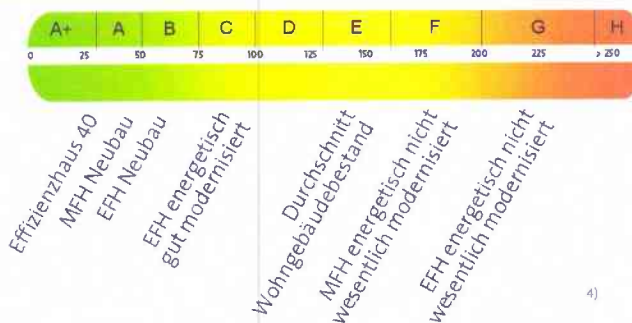 A+ A B C D E F G H
0 25 50 75 100 125 150 175 200 225 > 250
Effizienzhaus 40
MFH Neubau
EFH Neubau
EFH energetisch
gut modernisiert
Durchschnitt
Wohngebäudebestand
MFH energetisch nicht
wesentlich modernisiert
EFH energetisch nicht
wesentlich modernisiert
4)